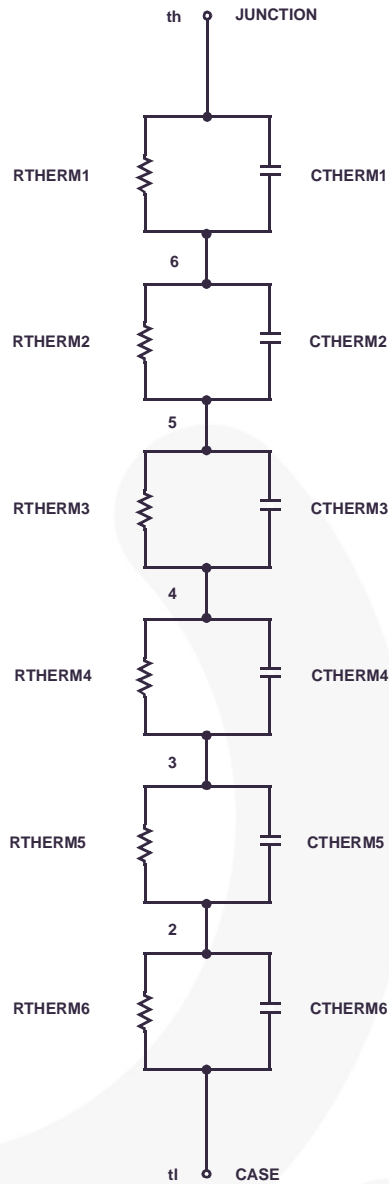 th JUNCTION
RTHERM1 CTHERM1
6
RTHERM2 CTHERM2
5
RTHERM3 CTHERM3
4
RTHERM4 CTHERM4
3
RTHERM5 CTHERM5
2
RTHERM6 CTHERM6
tl CASE